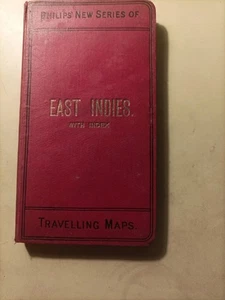 PHILIPS' NEW SERIES OF
EAST INDIES.
WITH INDEX
TRAVELLING MAPS.